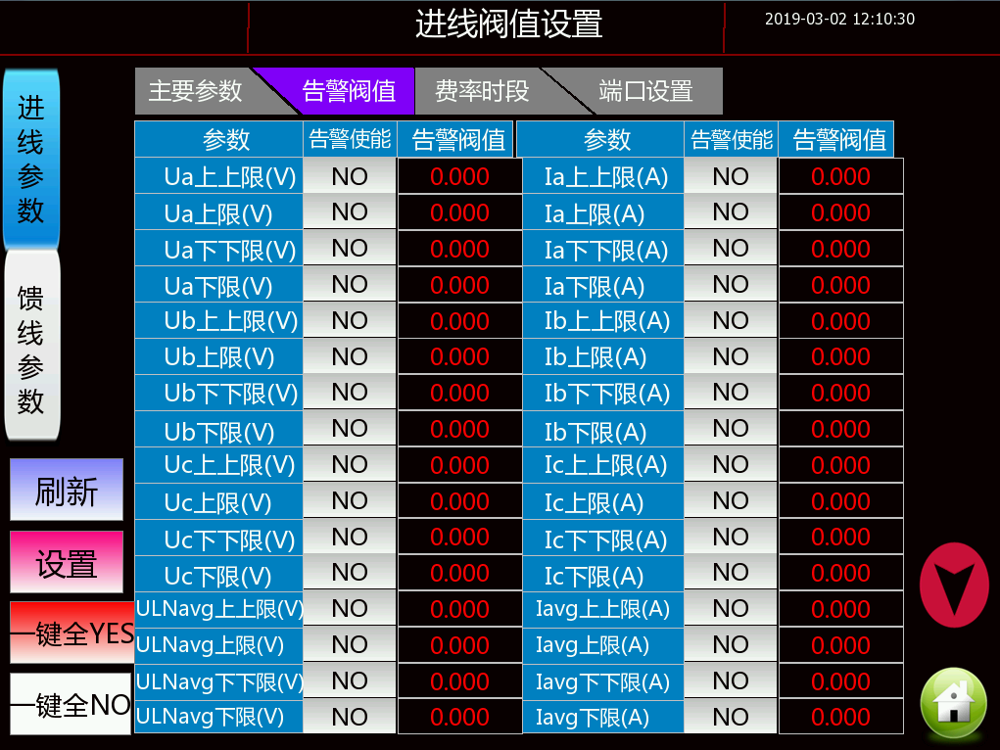 进线阀值设置
2019-03-02 12:10:30
进线参数
馈线参数
主要参数 告警阀值 费率时段 端口设置
参数 告警使能 告警阀值 参数 告警使能 告警阀值
Ua上上限(V) NO 0.000 Ia上上限(A) NO 0.000
Ua上限(V) NO 0.000 Ia上限(A) NO 0.000
Ua下下限(V) NO 0.000 Ia下下限(A) NO 0.000
Ua下限(V) NO 0.000 Ia下限(A) NO 0.000
Ub上上限(V) NO 0.000 Ib上上限(A) NO 0.000
Ub上限(V) NO 0.000 Ib上限(A) NO 0.000
Ub下下限(V) NO 0.000 Ib下下限(A) NO 0.000
Ub下限(V) NO 0.000 Ib下限(A) NO 0.000
Uc上上限(V) NO 0.000 Ic上上限(A) NO 0.000
Uc上限(V) NO 0.000 Ic上限(A) NO 0.000
Uc下下限(V) NO 0.000 Ic下下限(A) NO 0.000
Uc下限(V) NO 0.000 Ic下限(A) NO 0.000
ULNavg上上限(V) NO 0.000 Iavg上上限(A) NO 0.000
ULNavg上限(V) NO 0.000 Iavg上限(A) NO 0.000
ULNavg下下限(V) NO 0.000 Iavg下下限(A) NO 0.000
ULNavg下限(V) NO 0.000 Iavg下限(A) NO 0.000
刷新
设置
一键全YES
一键全NO